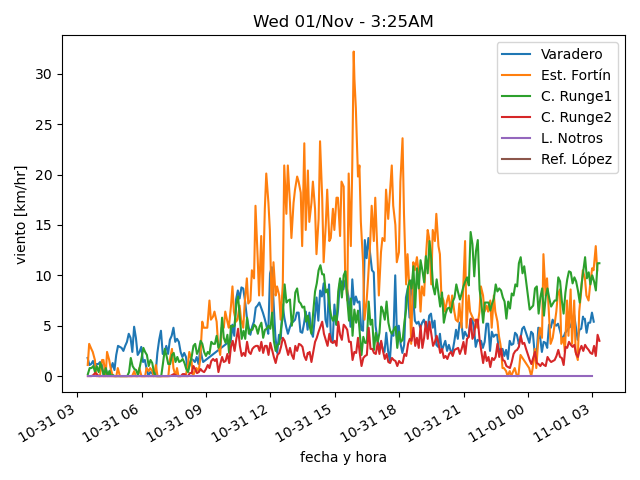 Wed 01/Nov - 3:25AM
Varadero
Est. Fortín
C. Runge1
C. Runge2
L. Notros
Ref. López
viento [km/hr]
30
25
20
15
10
5
0
10-31 03
10-31 06
10-31 09
10-31 12
10-31 15
10-31 18
10-31 21
11-01 00
11-01 03
fecha y hora